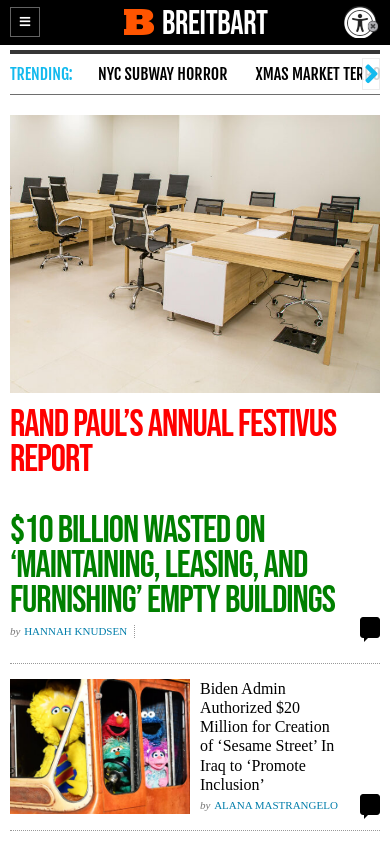 BREITBART
TRENDING: NYC SUBWAY HORROR XMAS MARKET TER
RAND PAUL’S ANNUAL FESTIVUS
REPORT
$10 BILLION WASTED ON
‘MAINTAINING, LEASING, AND
FURNISHING’ EMPTY BUILDINGS
by HANNAH KNUDSEN
Biden Admin
Authorized $20
Million for Creation
of ‘Sesame Street’ In
Iraq to ‘Promote
Inclusion’
by ALANA MASTRANGELO